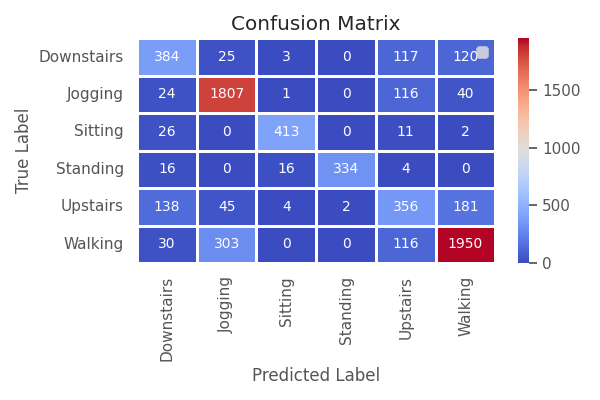 Confusion Matrix
True Label
Downstairs 384 25 3 0 117 120
Jogging 24 1807 1 0 116 40
Sitting 26 0 413 0 11 2
Standing 16 0 16 334 4 0
Upstairs 138 45 4 2 356 181
Walking 30 303 0 0 116 1950
Downstairs Jogging Sitting Standing Upstairs Walking
Predicted Label
1500
1000
500
0